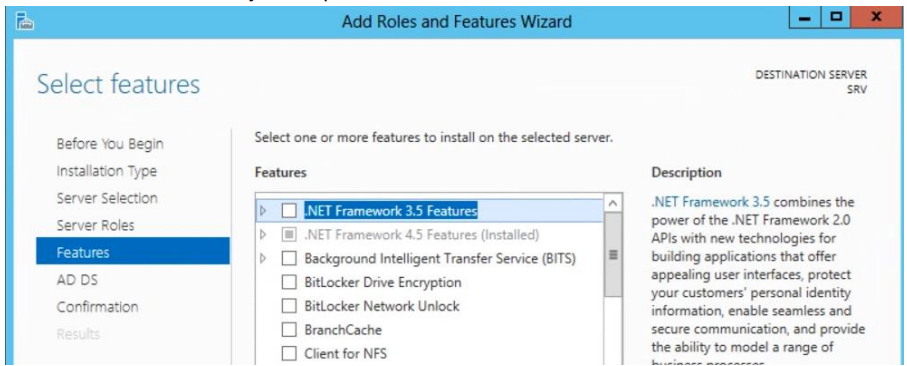 Add Roles and Features Wizard
Select features
DESTINATION SERVER
SRV
Before You Begin
Installation Type
Server Selection
Server Roles
Features
AD DS
Confirmation
Results
Select one or more features to install on the selected server.
Features
.NET Framework 3.5 Features
.NET Framework 4.5 Features (Installed)
Background Intelligent Transfer Service (BITS)
BitLocker Drive Encryption
BitLocker Network Unlock
BranchCache
Client for NFS
Description
.NET Framework 3.5 combines the
power of the .NET Framework 2.0
APIs with new technologies for
building applications that offer
appealing user interfaces, protect
your customers' personal identity
information, enable seamless and
secure communication, and provide
the ability to model a range of
business processes.